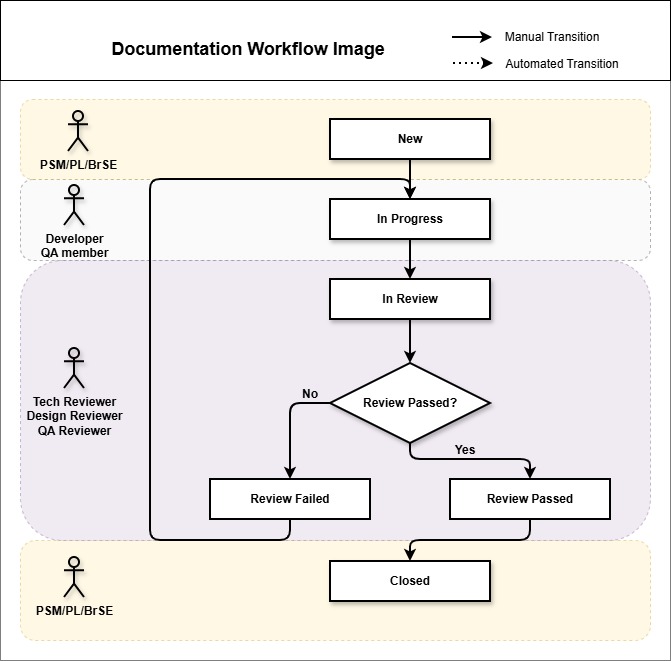 Documentation Workflow Image
Manual Transition
Automated Transition
PSM/PL/BrSE
New
Developer
QA member
In Progress
In Review
Tech Reviewer
Design Reviewer
QA Reviewer
Review Passed?
No
Yes
Review Failed
Review Passed
PSM/PL/BrSE
Closed